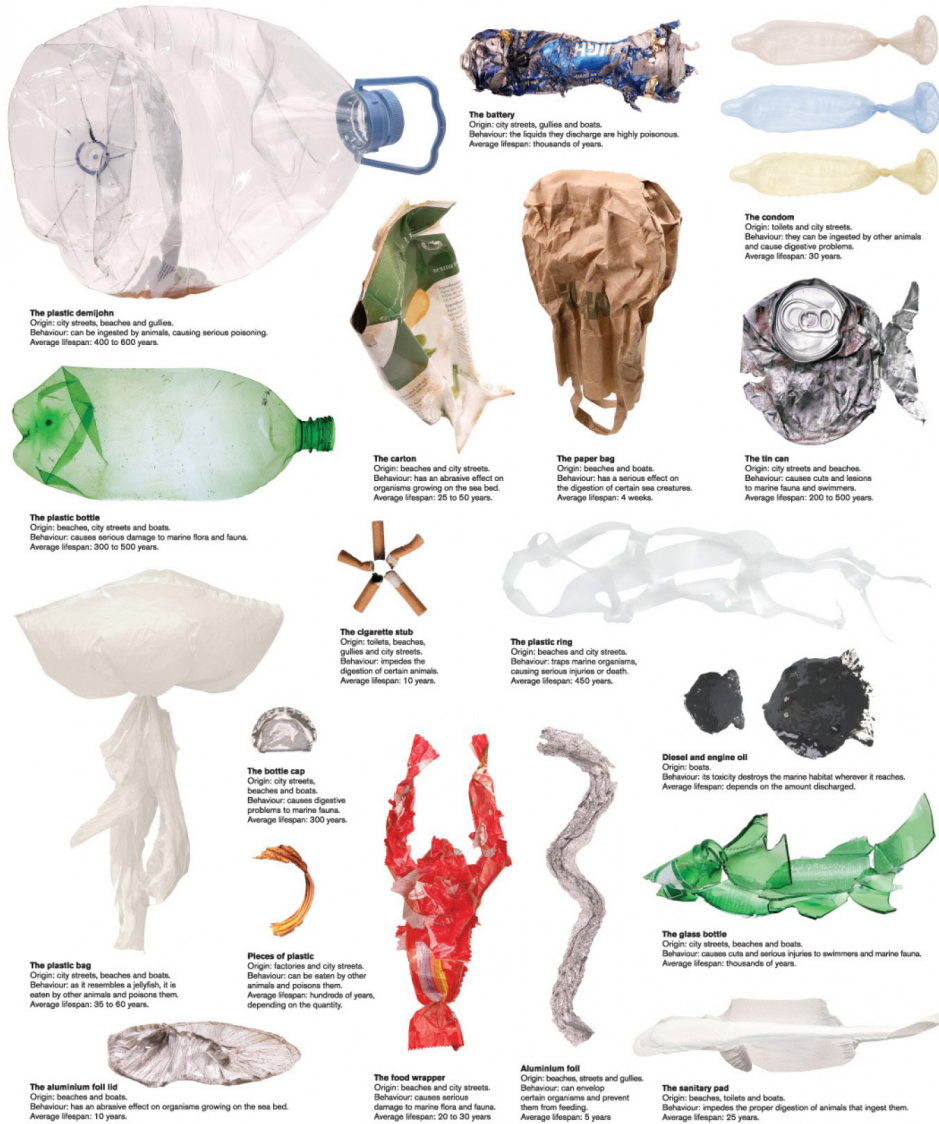 The battery
Origin: city streets, gullies and boats.
Behaviour: the liquids they discharge are highly poisonous.
Average lifespan: thousands of years.
The condom
Origin: toilets and city streets.
Behaviour: they can be ingested by other animals
and cause digestive problems.
Average lifespan: 30 years.
The plastic demijohn
Origin: city streets, beaches and gullies.
Behaviour: can be ingested by animals, causing serious poisoning.
Average lifespan: 400 to 600 years.
The carton
Origin: beaches and city streets.
Behaviour: has an abrasive effect on
organisms growing on the sea bed.
Average lifespan: 25 to 50 years.
The paper bag
Origin: beaches and boats.
Behaviour: has a serious effect on
the digestion of certain sea creatures.
Average lifespan: 4 weeks.
The tin can
Origin: city streets and beaches.
Behaviour: causes cuts and lesions
to marine fauna and swimmers.
Average lifespan: 200 to 500 years.
The plastic bottle
Origin: beaches, city streets and boats.
Behaviour: causes serious damage to marine flora and fauna.
Average lifespan: 300 to 500 years.
The cigarette stub
Origin: toilets, beaches,
gullies and city streets.
Behaviour: impedes the
digestion of certain animals.
Average lifespan: 10 years.
The plastic ring
Origin: beaches and city streets.
Behaviour: traps marine organisms,
causing serious injuries or death.
Average lifespan: 450 years.
Diesel and engine oil
Origin: boats.
Behaviour: its toxicity destroys the marine habitat wherever it reaches.
Average lifespan: depends on the amount discharged.
The bottle cap
Origin: city streets,
beaches and boats.
Behaviour: causes digestive
problems to marine fauna.
Average lifespan: 300 years.
The glass bottle
Origin: city streets, beaches and boats.
Behaviour: causes cuts and serious injuries to swimmers and marine fauna.
Average lifespan: thousands of years.
The plastic bag
Origin: city streets, beaches and boats.
Behaviour: as it resembles a jellyfish, it is
eaten by other animals and poisons them.
Average lifespan: 35 to 60 years.
Pieces of plastic
Origin: factories and city streets.
Behaviour: can be eaten by other
animals and poisons them.
Average lifespan: hundreds of years,
depending on the quantity.
The aluminium foil lid
Origin: beaches and boats.
Behaviour: has an abrasive effect on organisms growing on the sea bed.
Average lifespan: 10 years.
The food wrapper
Origin: beaches and city streets.
Behaviour: causes serious
damage to marine flora and fauna.
Average lifespan: 20 to 30 years
Aluminium foil
Origin: beaches, streets and gullies.
Behaviour: can envelop
certain organisms and prevent
them from feeding.
Average lifespan: 5 years
The sanitary pad
Origin: beaches, toilets and boats.
Behaviour: impedes the proper digestion of animals that ingest them.
Average lifespan: 25 years.